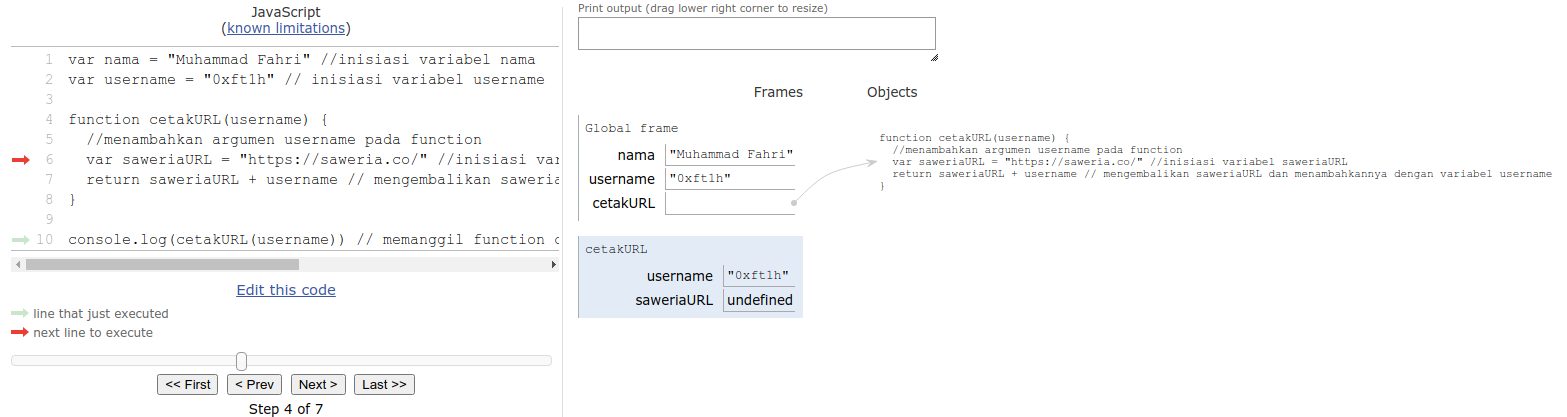 JavaScript
(known limitations)
1 var nama = "Muhammad Fahri" //inisiasi variabel nama
2 var username = "0xft1h" // inisiasi variabel username
3
4 function cetakURL(username) {
5 //menambahkan argumen username pada function
6 var saweriaURL = "https://saweria.co/" //inisiasi var
7 return saweriaURL + username // mengembalikan saweria
8 }
9
10 console.log(cetakURL(username)) // memanggil function c
Edit this code
line that just executed
next line to execute
<< First
< Prev
Next >
Last >>
Step 4 of 7
Print output (drag lower right corner to resize)
Frames
Objects
Global frame
nama "Muhammad Fahri"
username "0xft1h"
cetakURL
cetakURL
username "0xft1h"
saweriaURL undefined
function cetakURL(username) {
//menambahkan argumen username pada function
var saweriaURL = "https://saweria.co/" //inisiasi variabel saweriaURL
return saweriaURL + username // mengembalikan saweriaURL dan menambahkannya dengan variabel username
}